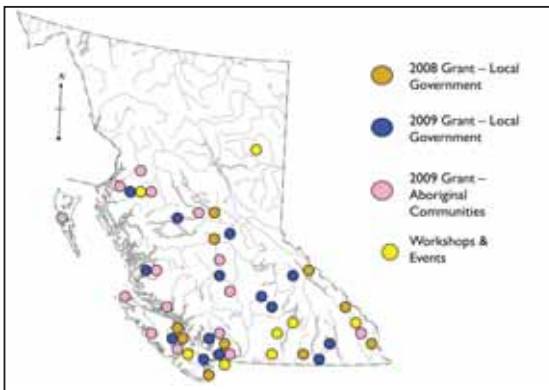 2008 Grant – Local
Government
2009 Grant – Local
Government
2009 Grant –
Aboriginal
Communities
Workshops &
Events